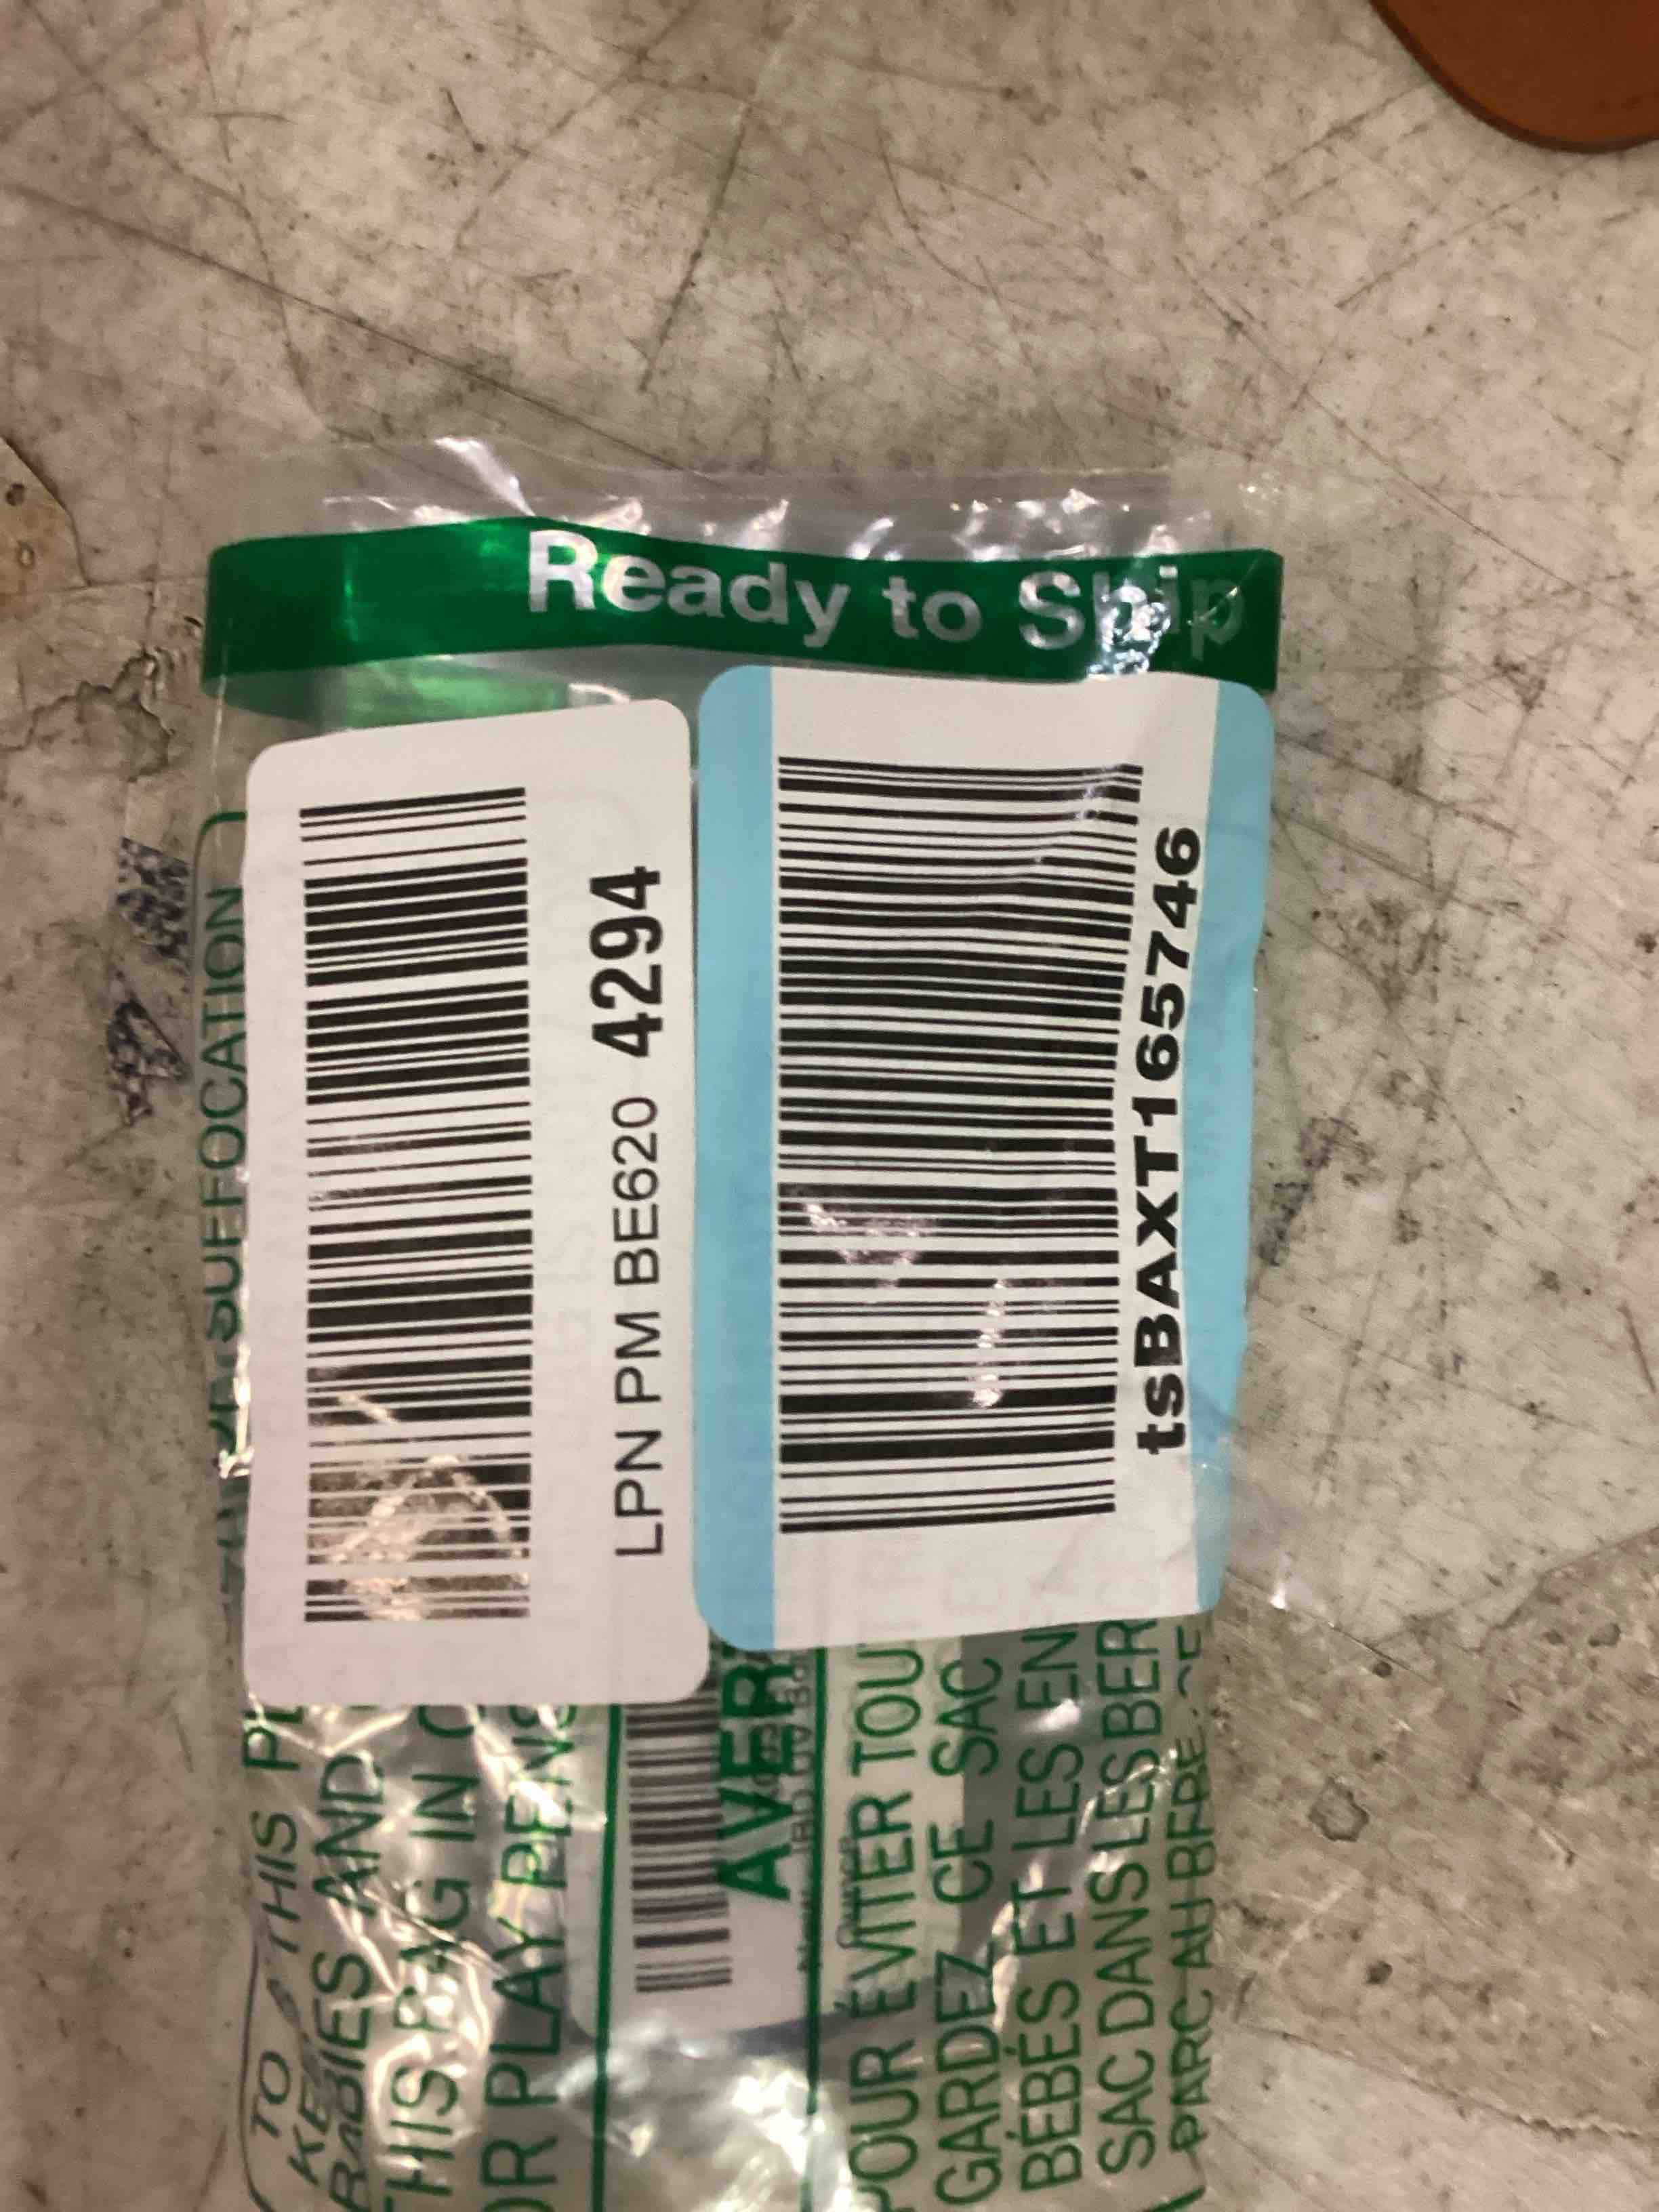 Ready to Ship
LPN PM BE620 4294
tsBAXT165746
SUFFOCATION
TO THIS
BABIES AND
THIS BAG IN
OR PLAY PENS
AVER
POUR ÉVITER TOU
GARDEZ CE SAC
BÉBÉS ET LES EN
SAC DANS LES BER
PARC AU